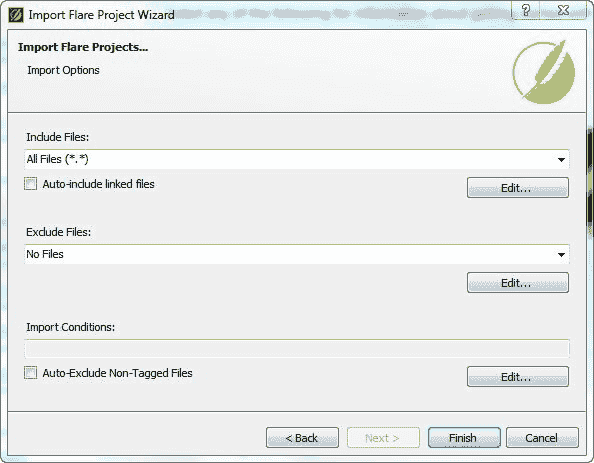 Import Flare Project Wizard
Import Flare Projects...
Import Options
Include Files:
All Files (*.*)
Auto-include linked files
Edit...
Exclude Files:
No Files
Edit...
Import Conditions:
Auto-Exclude Non-Tagged Files
Edit...
< Back Next > Finish Cancel